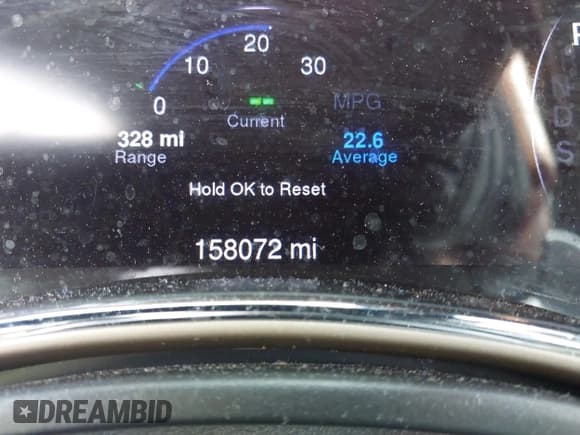 20
10
30
0
MPG
Current
328 mi
Range
22.6
Average
Hold OK to Reset
158072 mi
P
N
D
S
DREAMBID